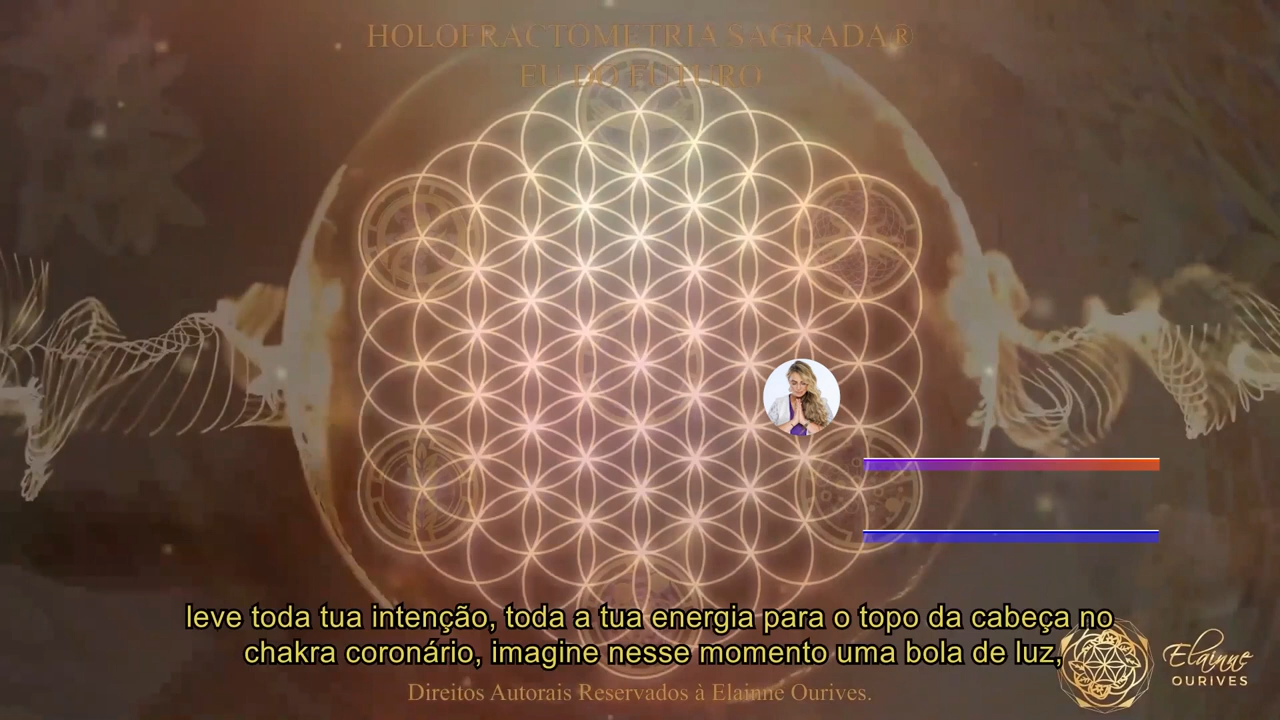 HOLOFRACTOMETRIA SAGRADA®
EU DO FUTURO
leve toda tua intenção, toda a tua energia para o topo da cabeça no
chakra coronário, imagine nesse momento uma bola de luz,
Elainne
OURIVES
Direitos Autorais Reservados à Elainne Ourives.